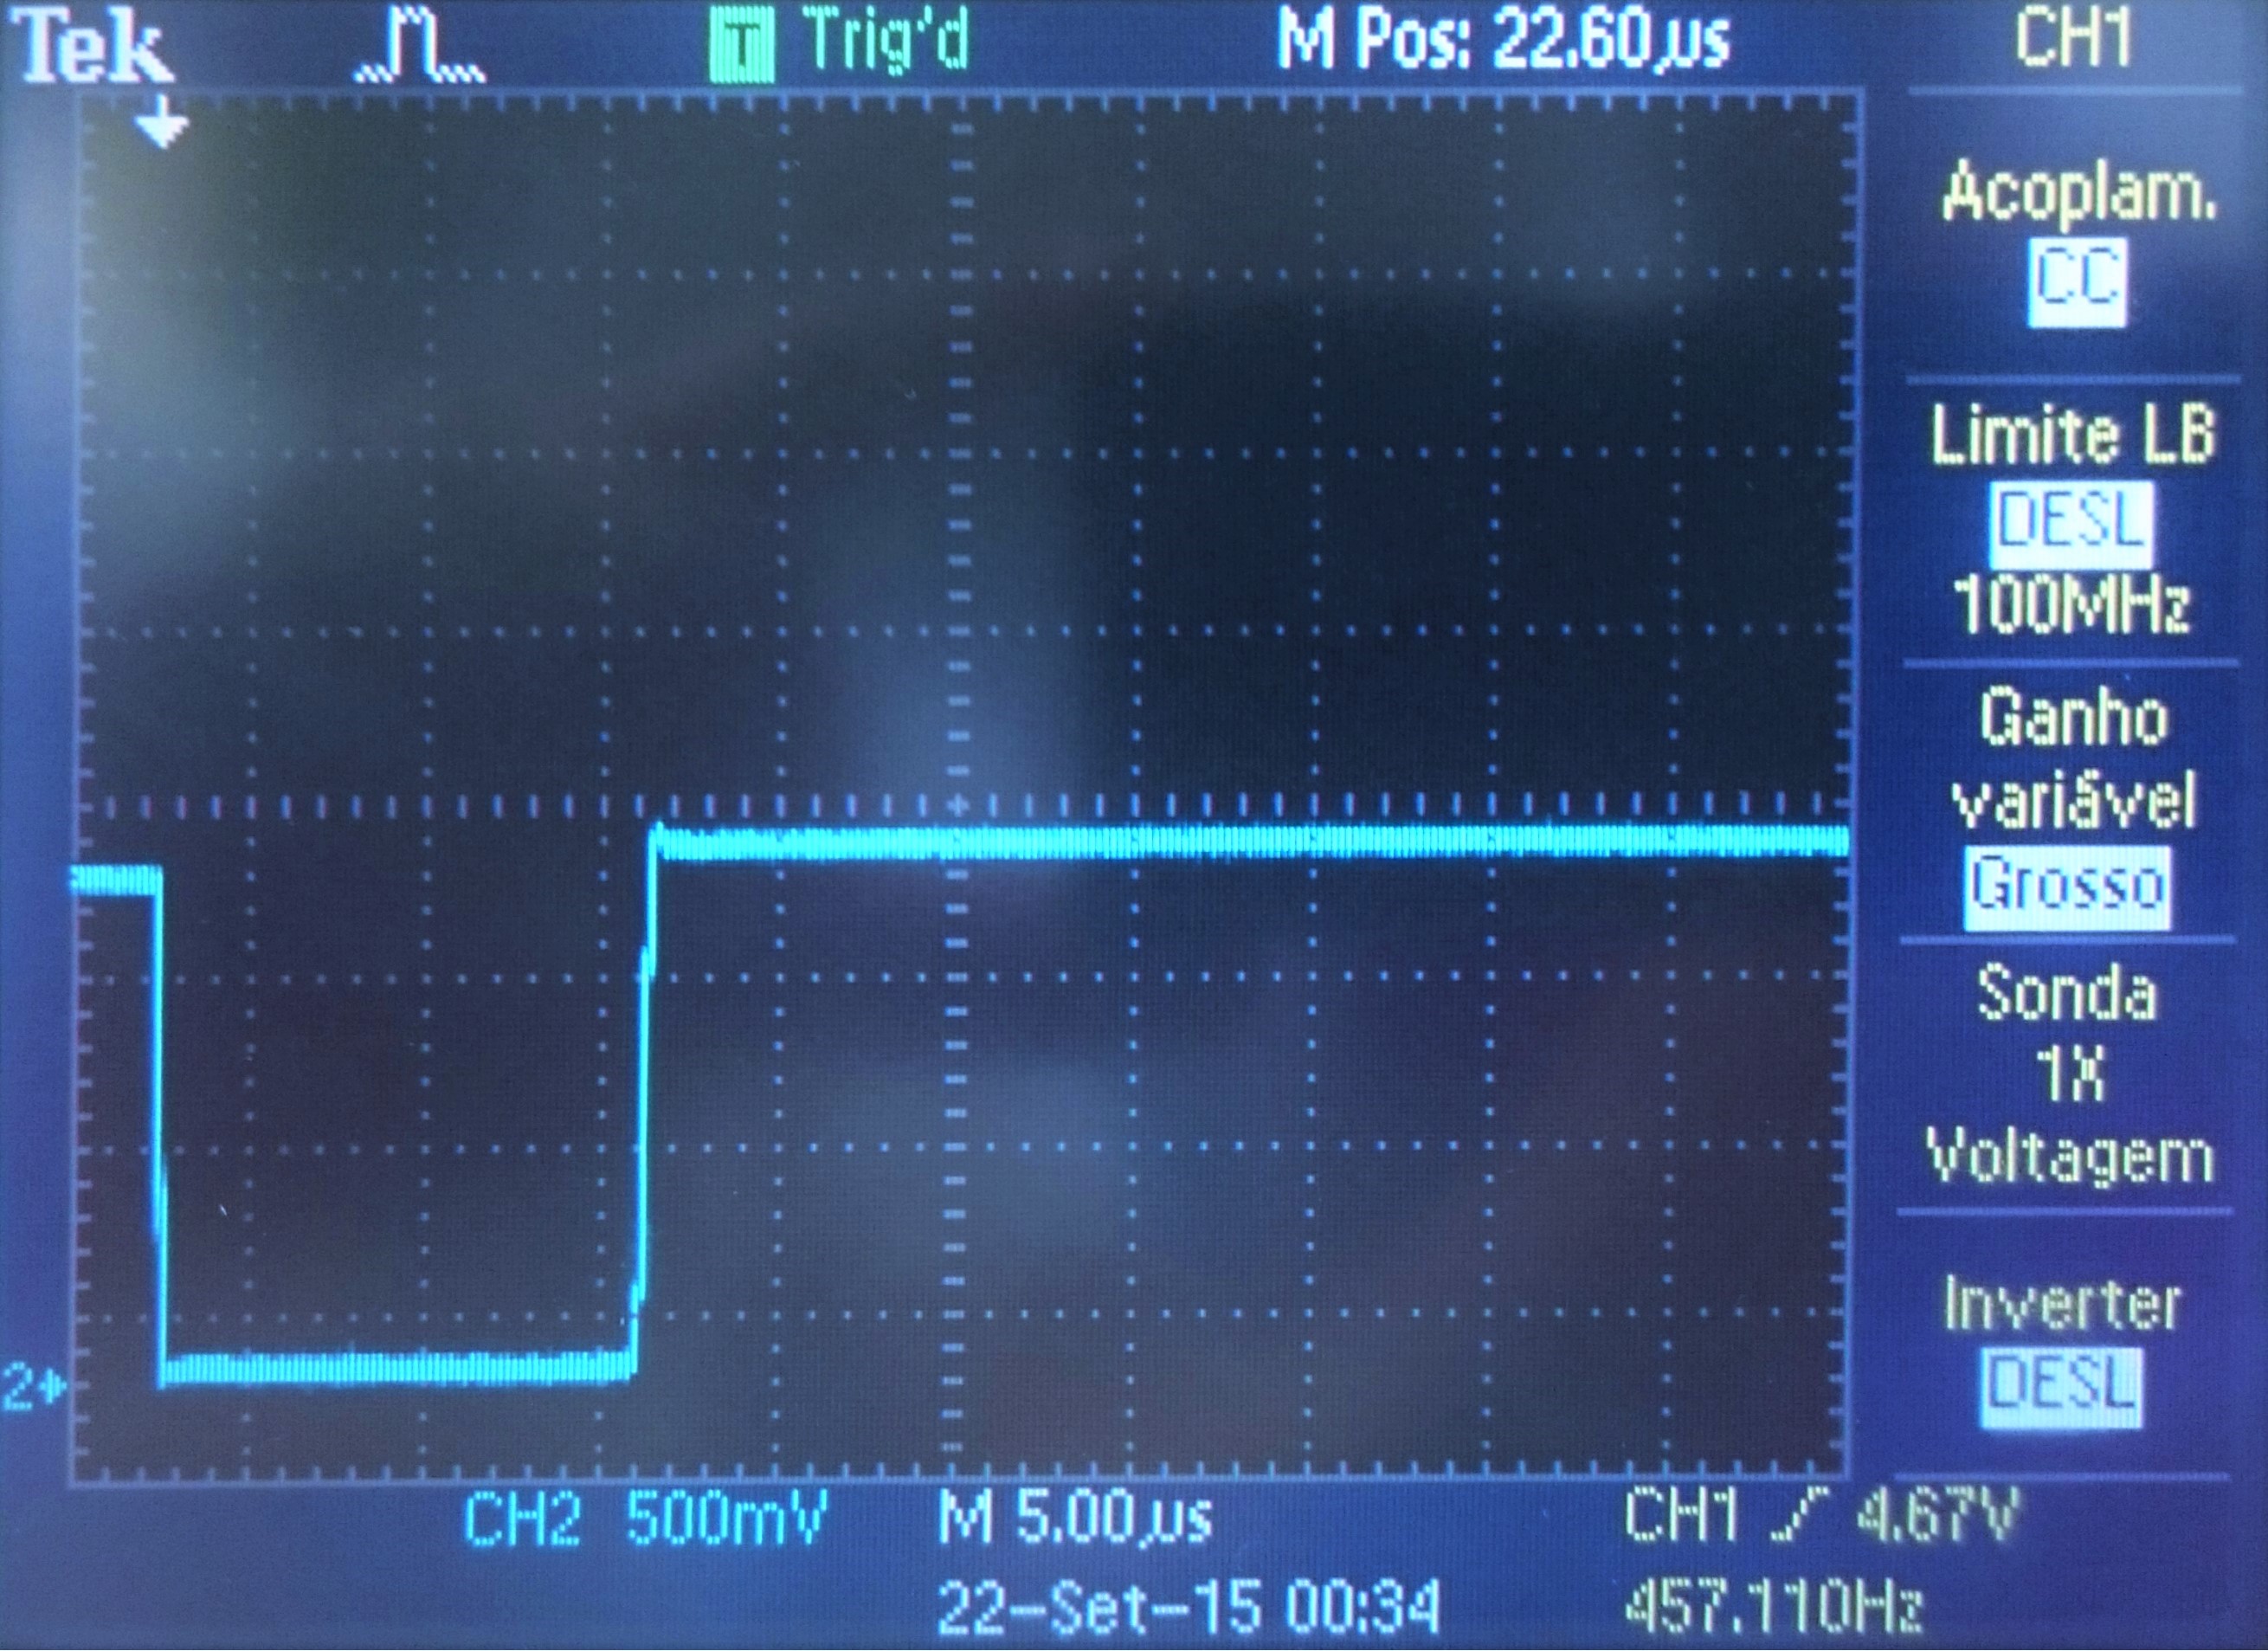 Tek T Trig'd M Pos: 22.60µs CH1
Acoplam.
CC
Limite LB
DESL
100MHz
Ganho
variável
Grosso
Sonda
1X
Voltagem
Inverter
DESL
2
CH2 500mV M 5.00µs CH1 4.67V
22-Set-15 00:34 457.110Hz